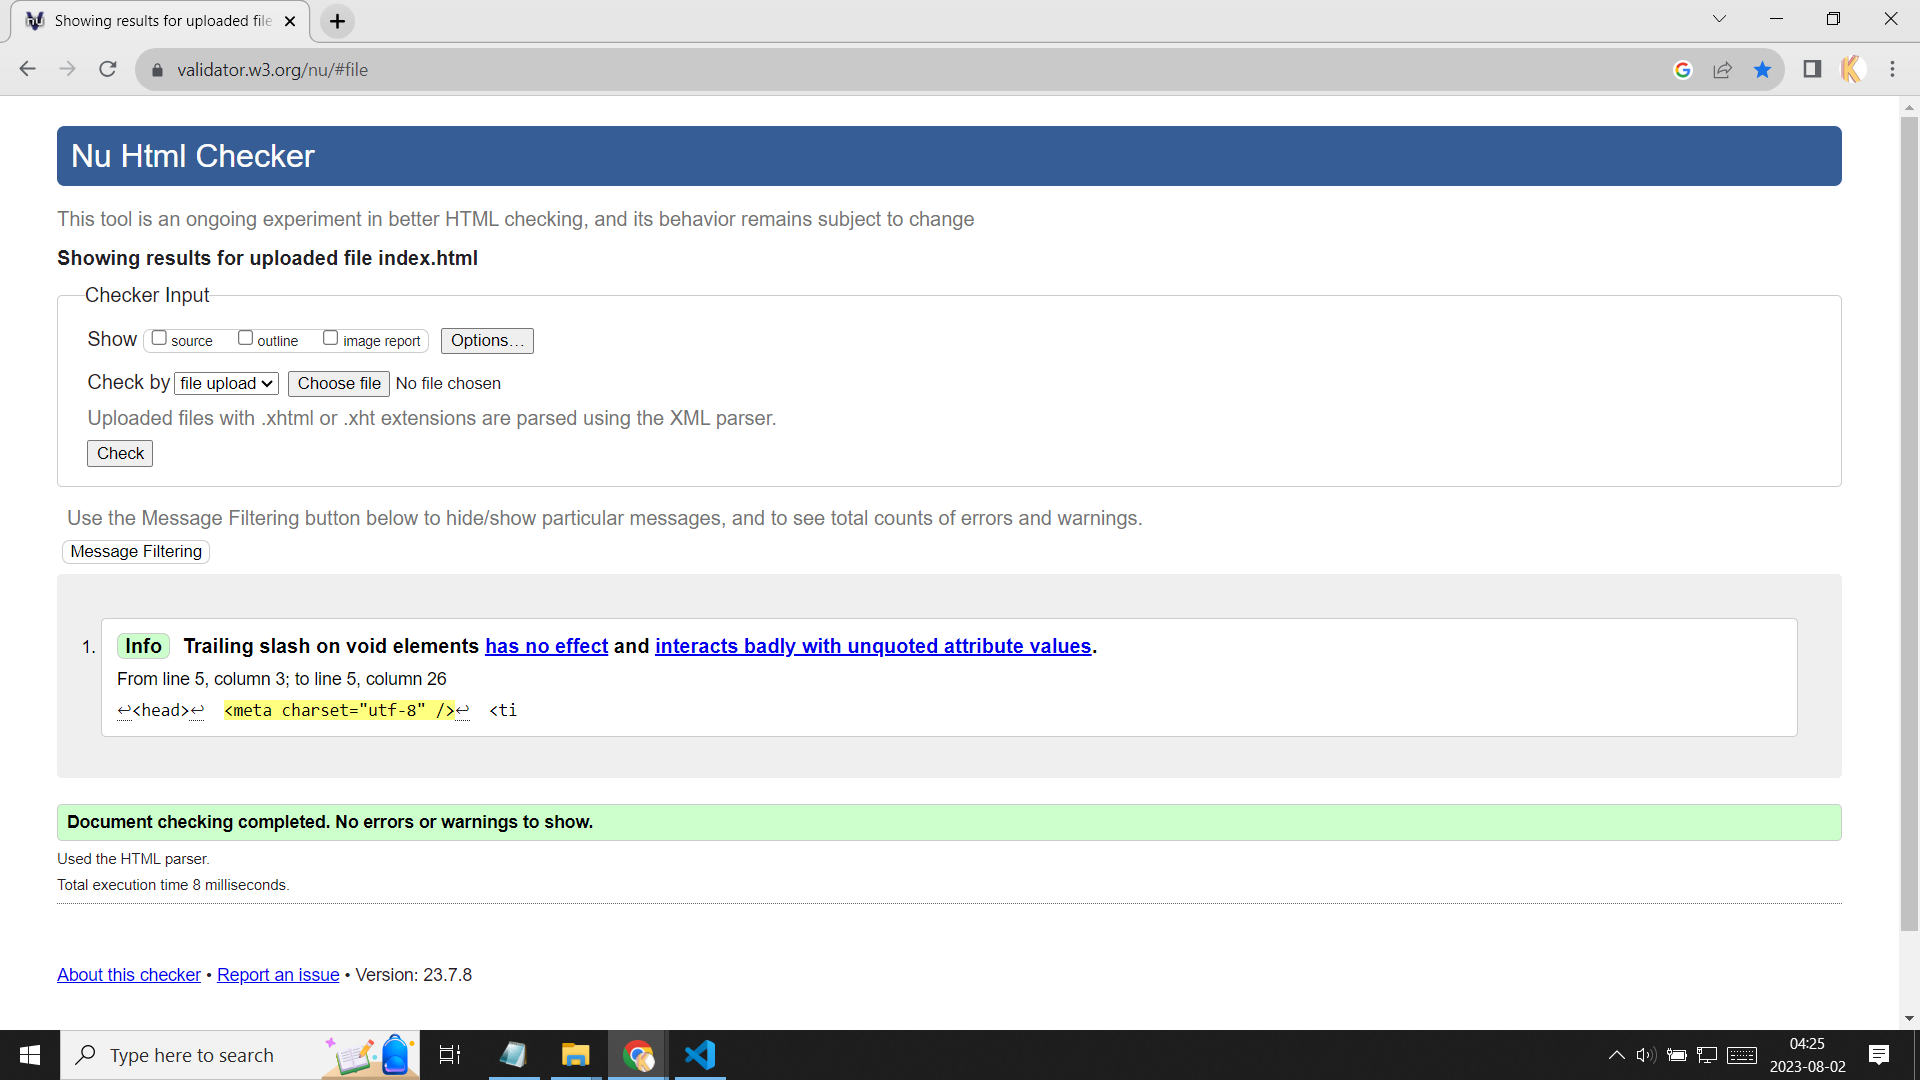 Showing results for uploaded file
validator.w3.org/nu/#file
Nu Html Checker
This tool is an ongoing experiment in better HTML checking, and its behavior remains subject to change
Showing results for uploaded file index.html
Checker Input
Show source outline image report Options…
Check by file upload Choose file No file chosen
Uploaded files with .xhtml or .xht extensions are parsed using the XML parser.
Check
Use the Message Filtering button below to hide/show particular messages, and to see total counts of errors and warnings.
Message Filtering
1. Info Trailing slash on void elements has no effect and interacts badly with unquoted attribute values.
From line 5, column 3; to line 5, column 26
↩<head>↩  <meta charset="utf-8" />↩  <ti
Document checking completed. No errors or warnings to show.
Used the HTML parser.
Total execution time 8 milliseconds.
About this checker • Report an issue • Version: 23.7.8
Type here to search
04:25
2023-08-02